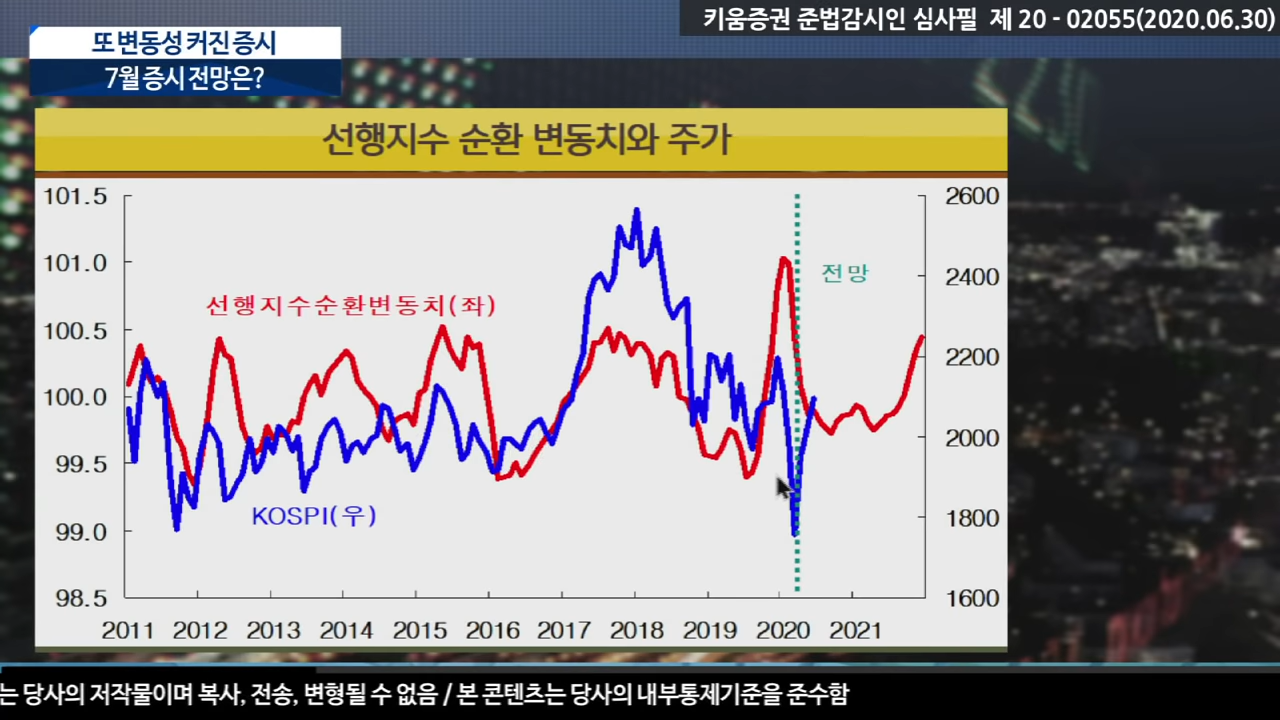 키움증권 준법감시인 심사필 제 20 - 02055(2020.06.30)
또 변동성 커진 증시
7월 증시 전망은?
선행지수 순환 변동치와 주가
101.5
101.0
100.5
100.0
99.5
99.0
98.5
2600
2400
2200
2000
1800
1600
전망
선행지수순환변동치(좌)
KOSPI(우)
2011 2012 2013 2014 2015 2016 2017 2018 2019 2020 2021
는 당사의 저작물이며 복사, 전송, 변형될 수 없음 / 본 콘텐츠는 당사의 내부통제기준을 준수함